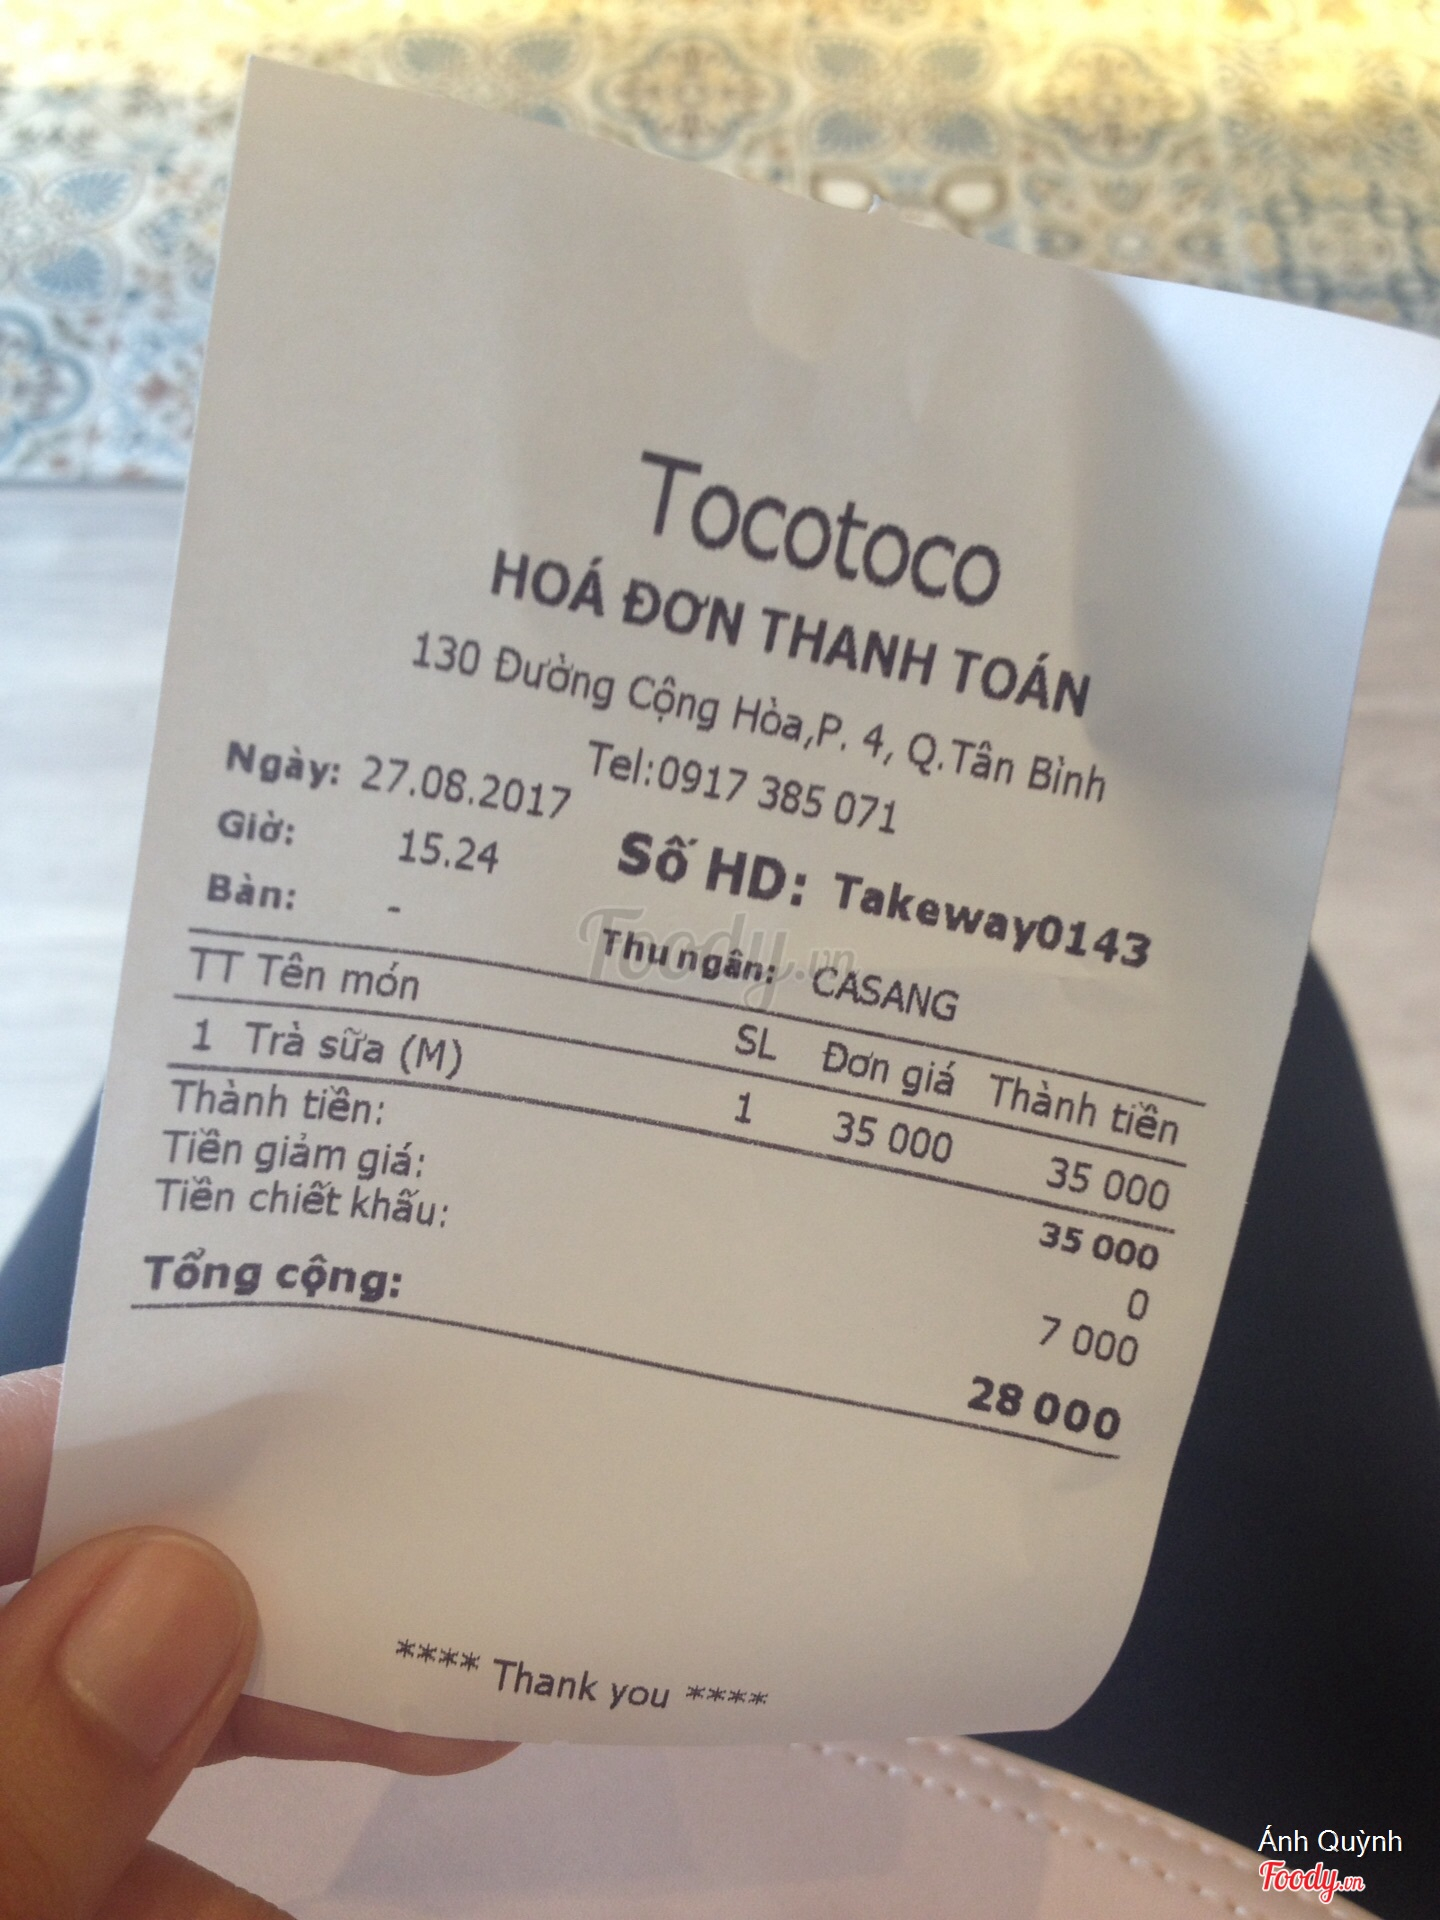 Tocotoco
HOÁ ĐƠN THANH TOÁN
130 Đường Cộng Hòa,P. 4, Q.Tân Bình
Tel:0917 385 071
Ngày: 27.08.2017
Giờ: 15.24 Số HD: Takeway0143
Bàn: - Thu ngân: CASANG
TT Tên món SL Đơn giá Thành tiền
1 Trà sữa (M) 1 35 000 35 000
Thành tiền: 35 000
Tiền giảm giá: 0
Tiền chiết khấu: 7 000
Tổng cộng: 28 000
**** Thank you ****
Foody.vn
Ánh Quỳnh
Foody.vn